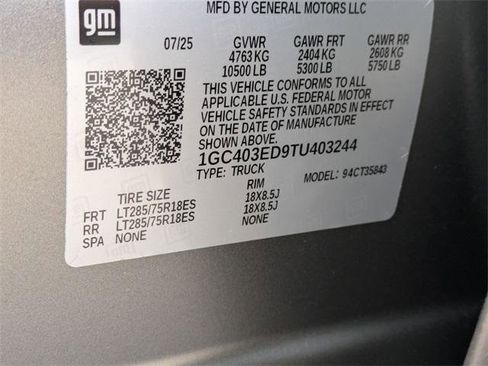 gm
MFD BY GENERAL MOTORS LLC
07/25 GVWR GAWR FRT GAWR RR
4763 KG 2404 KG 2608 KG
10500 LB 5300 LB 5750 LB
THIS VEHICLE CONFORMS TO ALL
APPLICABLE U.S. FEDERAL MOTOR
VEHICLE SAFETY STANDARDS IN EFFECT
ON THE DATE OF MANUFACTURE
SHOWN ABOVE.
1GC403ED9TU403244
TYPE: TRUCK MODEL: 94CT35843
TIRE SIZE RIM
FRT LT285/75R18ES 18X8.5J
RR LT285/75R18ES 18X8.5J
SPA NONE NONE